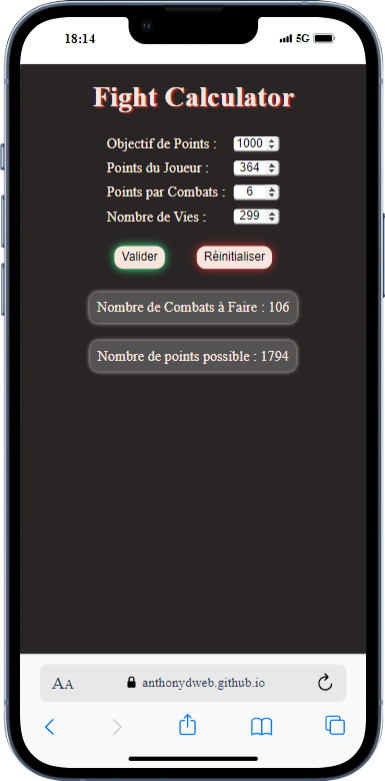 18:14 5G
Fight Calculator
Objectif de Points : 1000
Points du Joueur : 364
Points par Combats : 6
Nombre de Vies : 299
Valider Réinitialiser
Nombre de Combats à Faire : 106
Nombre de points possible : 1794
AA anthonydweb.github.io